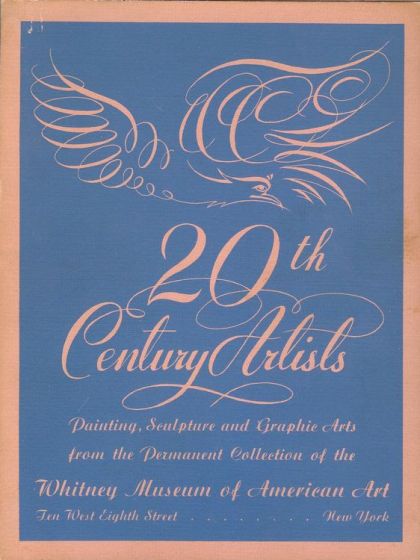 20th
Century Artists
Painting, Sculpture and Graphic Arts
from the Permanent Collection of the
Whitney Museum of American Art
Ten West Eighth Street . . . . . . . . New York